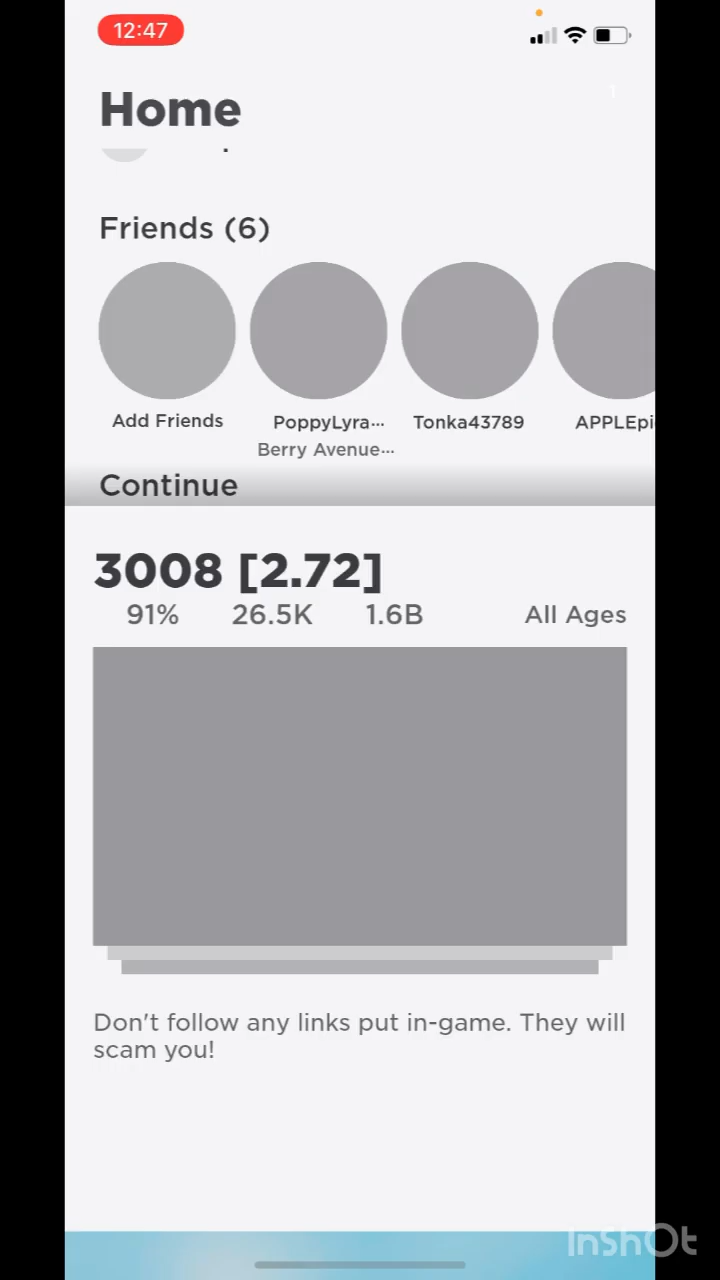 12:47
Home
1
Friends (6)
Add Friends
PoppyLyra...
Tonka43789
APPLEpi
Berry Avenue...
Continue
3008 [2.72]
91% 26.5K 1.6B All Ages
Don't follow any links put in-game. They will
scam you!
InShOt